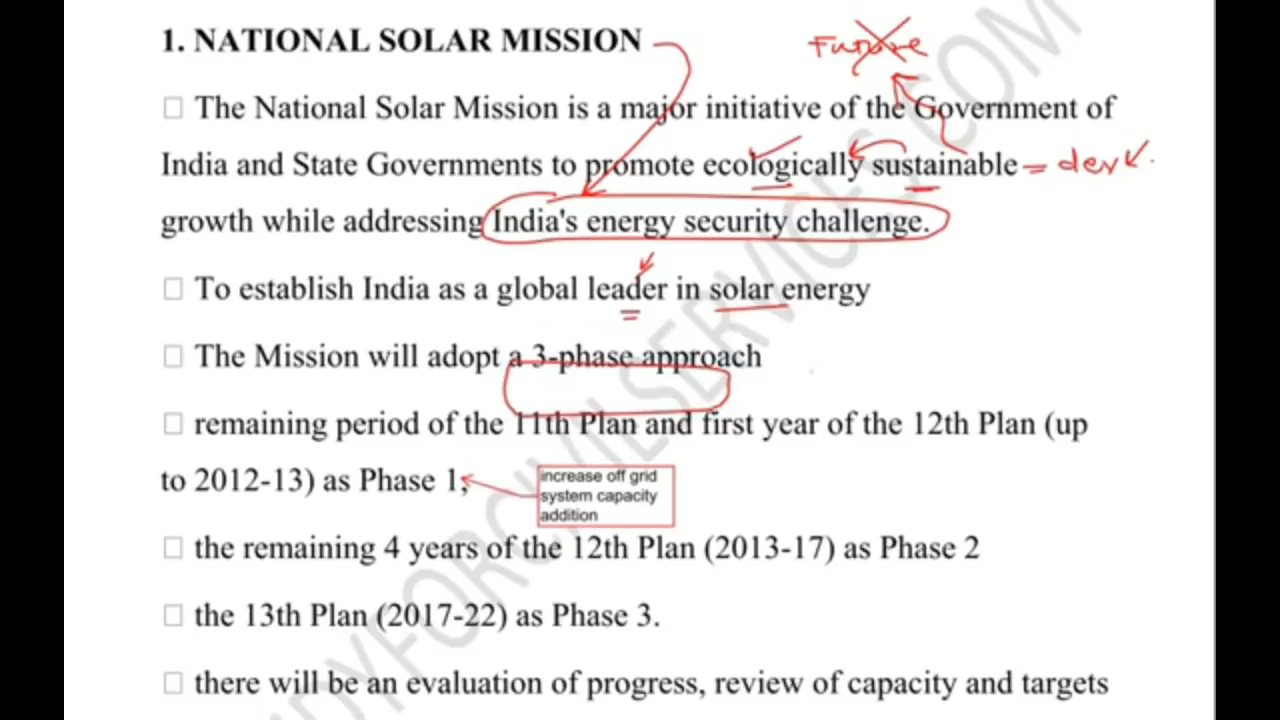 1. NATIONAL SOLAR MISSION
Future
□ The National Solar Mission is a major initiative of the Government of
India and State Governments to promote ecologically sustainable = dev
growth while addressing India's energy security challenge.
□ To establish India as a global leader in solar energy
□ The Mission will adopt a 3-phase approach
□ remaining period of the 11th Plan and first year of the 12th Plan (up
to 2012-13) as Phase 1,
increase off grid
system capacity
addition
□ the remaining 4 years of the 12th Plan (2013-17) as Phase 2
□ the 13th Plan (2017-22) as Phase 3.
□ there will be an evaluation of progress, review of capacity and targets
DYFORCIVILSERVICES.COM